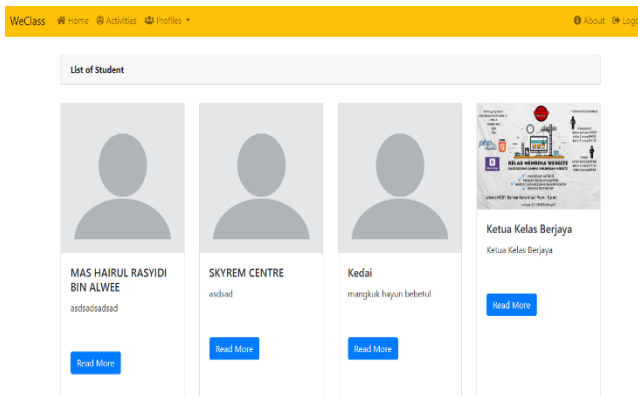 WeClass Home Activities Profiles About
List of Student
MAS HAIRUL RASYIDI
BIN ALWEE
asdsadsadsad
Read More
SKYREM CENTRE
asdsad
Read More
Kedai
mangkuk hayun bebetul
Read More
php
KELAS MEMBINA WEBSITE
Ketua Kelas Berjaya
Ketua Kelas Berjaya
Read More